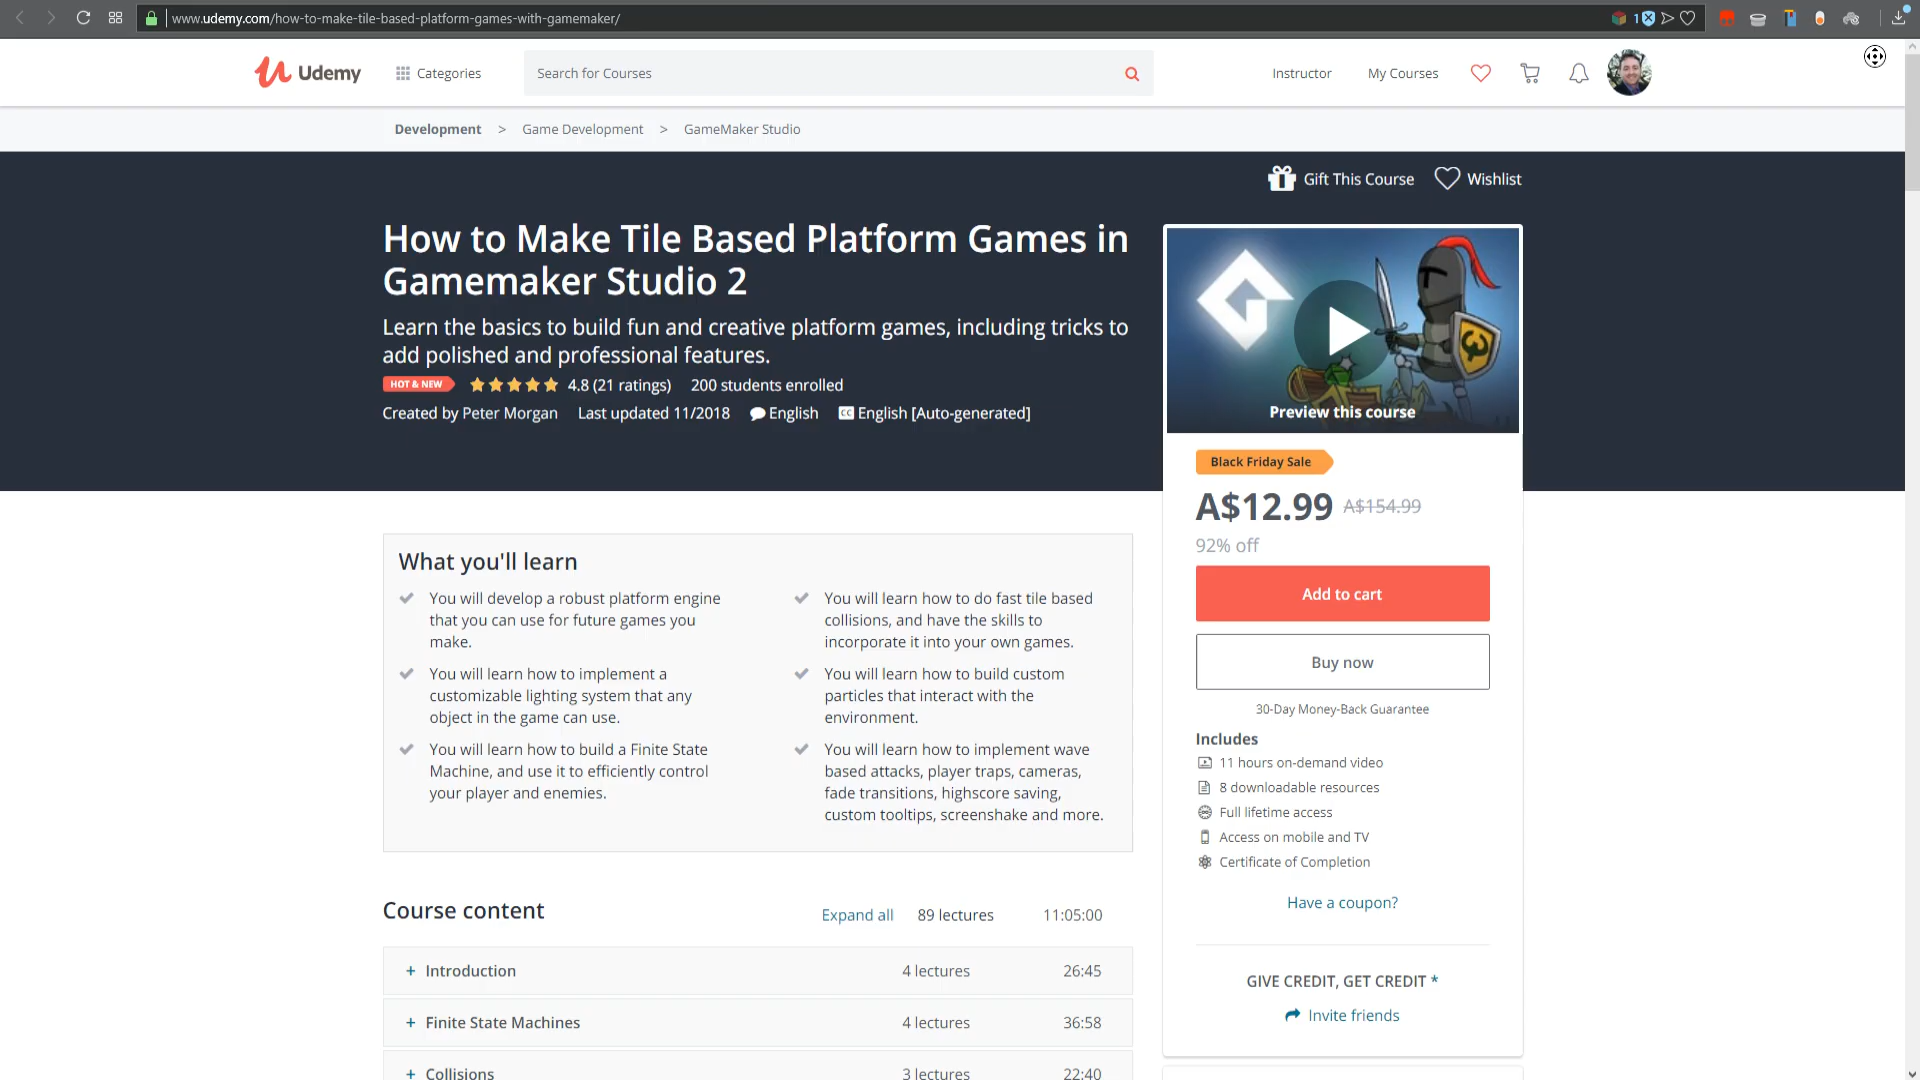 www.udemy.com/how-to-make-tile-based-platform-games-with-gamemaker/
1
Udemy
Categories
Search for Courses
Instructor
My Courses
Development > Game Development > GameMaker Studio
Gift This Course
Wishlist
How to Make Tile Based Platform Games in
Gamemaker Studio 2
Learn the basics to build fun and creative platform games, including tricks to
add polished and professional features.
HOT & NEW 4.8 (21 ratings) 200 students enrolled
Created by Peter Morgan Last updated 11/2018 English CC English [Auto-generated]
Preview this course
Black Friday Sale
A$12.99 A$154.99
92% off
Add to cart
Buy now
30-Day Money-Back Guarantee
Includes
11 hours on-demand video
8 downloadable resources
Full lifetime access
Access on mobile and TV
Certificate of Completion
Have a coupon?
GIVE CREDIT, GET CREDIT *
Invite friends
What you'll learn
You will develop a robust platform engine
that you can use for future games you
make.
You will learn how to do fast tile based
collisions, and have the skills to
incorporate it into your own games.
You will learn how to implement a
customizable lighting system that any
object in the game can use.
You will learn how to build custom
particles that interact with the
environment.
You will learn how to build a Finite State
Machine, and use it to efficiently control
your player and enemies.
You will learn how to implement wave
based attacks, player traps, cameras,
fade transitions, highscore saving,
custom tooltips, screenshake and more.
Course content
Expand all 89 lectures 11:05:00
+ Introduction 4 lectures 26:45
+ Finite State Machines 4 lectures 36:58
+ Collisions 3 lectures 22:40